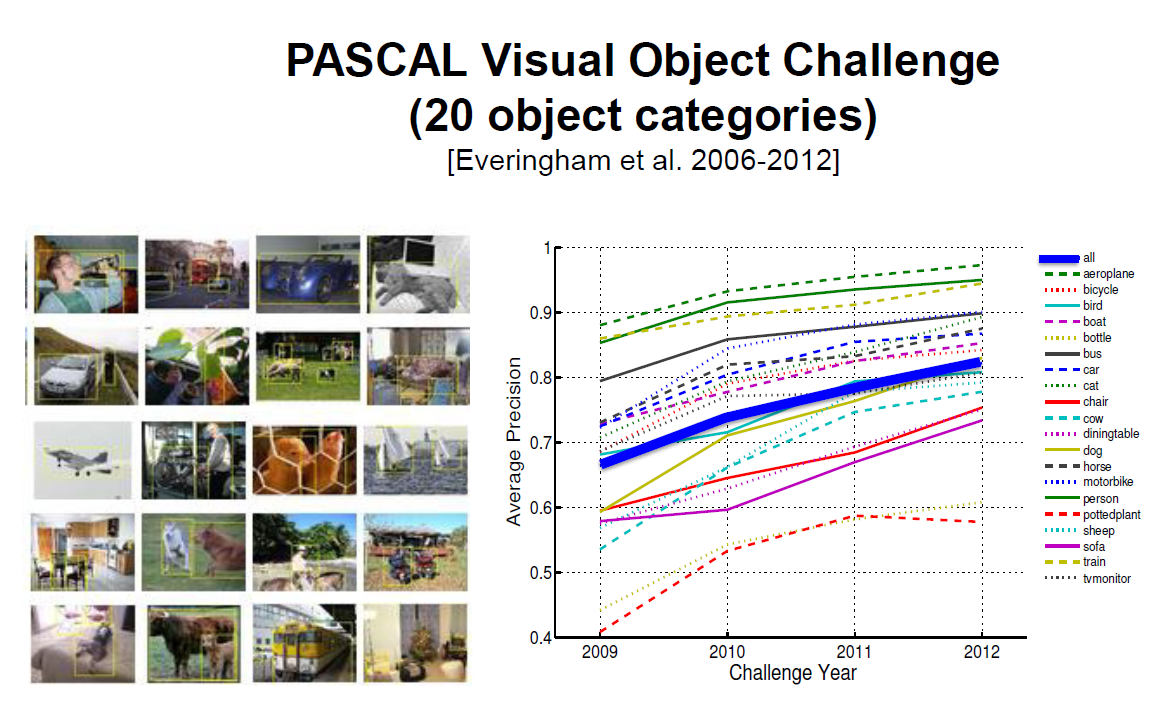 PASCAL Visual Object Challenge
(20 object categories)
[Everingham et al. 2006-2012]
1
0.9
0.8
0.7
0.6
0.5
0.4
Average Precision
2009 2010 2011 2012
Challenge Year
all
aeroplane
bicycle
bird
boat
bottle
bus
car
cat
chair
cow
diningtable
dog
horse
motorbike
person
pottedplant
sheep
sofa
train
tvmonitor